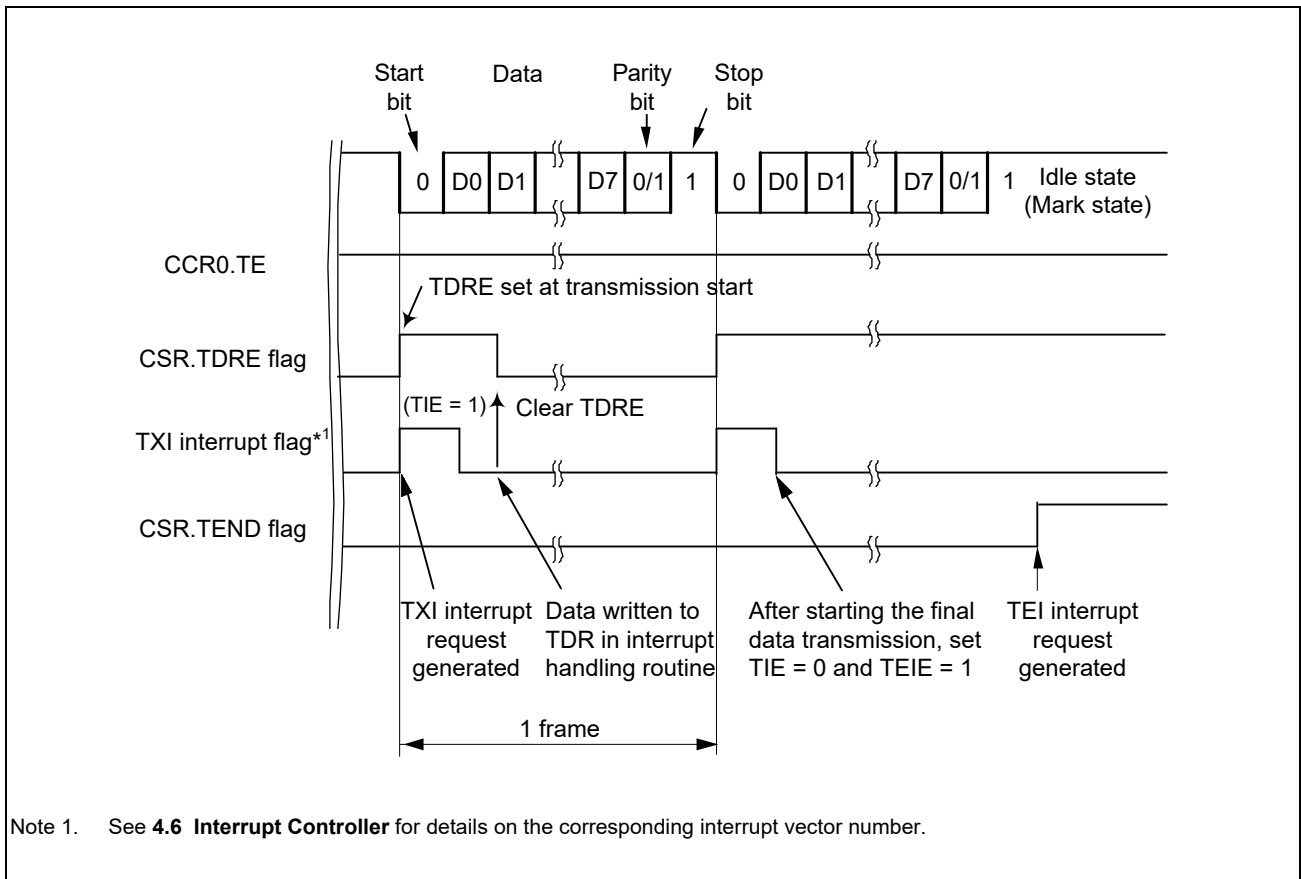 Start
bit
Data
Parity
bit
Stop
bit
0 D0 D1 D7 0/1 1 0 D0 D1 D7 0/1 1 Idle state
(Mark state)
CCR0.TE
TDRE set at transmission start
CSR.TDRE flag
(TIE = 1) Clear TDRE
TXI interrupt flag*1
CSR.TEND flag
TXI interrupt
request
generated
Data written to
TDR in interrupt
handling routine
After starting the final
data transmission, set
TIE = 0 and TEIE = 1
TEI interrupt
request
generated
1 frame
Note 1. See 4.6 Interrupt Controller for details on the corresponding interrupt vector number.